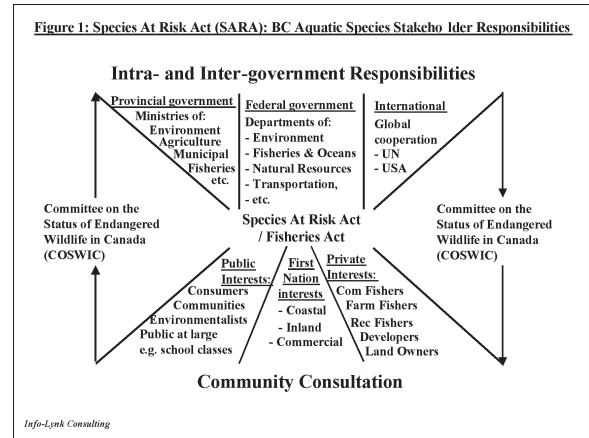 Figure 1: Species At Risk Act (SARA): BC Aquatic Species Stakeho lder Responsibilities
Intra- and Inter-government Responsibilities
Provincial government
Ministries of:
Environment
Agriculture
Municipal
Fisheries
etc.
Federal government
Departments of:
- Environment
- Fisheries & Oceans
- Natural Resources
- Transportation,
- etc.
International
Global
cooperation
- UN
- USA
Committee on the
Status of Endangered
Wildlife in Canada
(COSWIC)
Species At Risk Act
/ Fisheries Act
Committee on the
Status of Endangered
Wildlife in Canada
(COSWIC)
Public
Interests:
Consumers
Communities
Environmentalists
Public at large
e.g. school classes
First
Nation
interests
- Coastal
- Inland
- Commercial
Private
Interests:
Com Fishers
Farm Fishers
Rec Fishers
Developers
Land Owners
Community Consultation
Info-Lynk Consulting